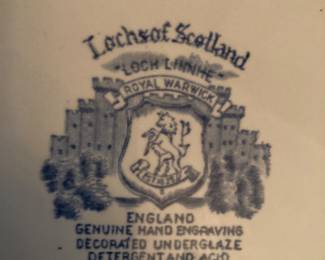 Lochs of Scotland
"LOCH LINNHE"
ROYAL WARWICK
ENGLAND
GENUINE HAND ENGRAVING
DECORATED UNDERGLAZE
DETERGENT AND ACID